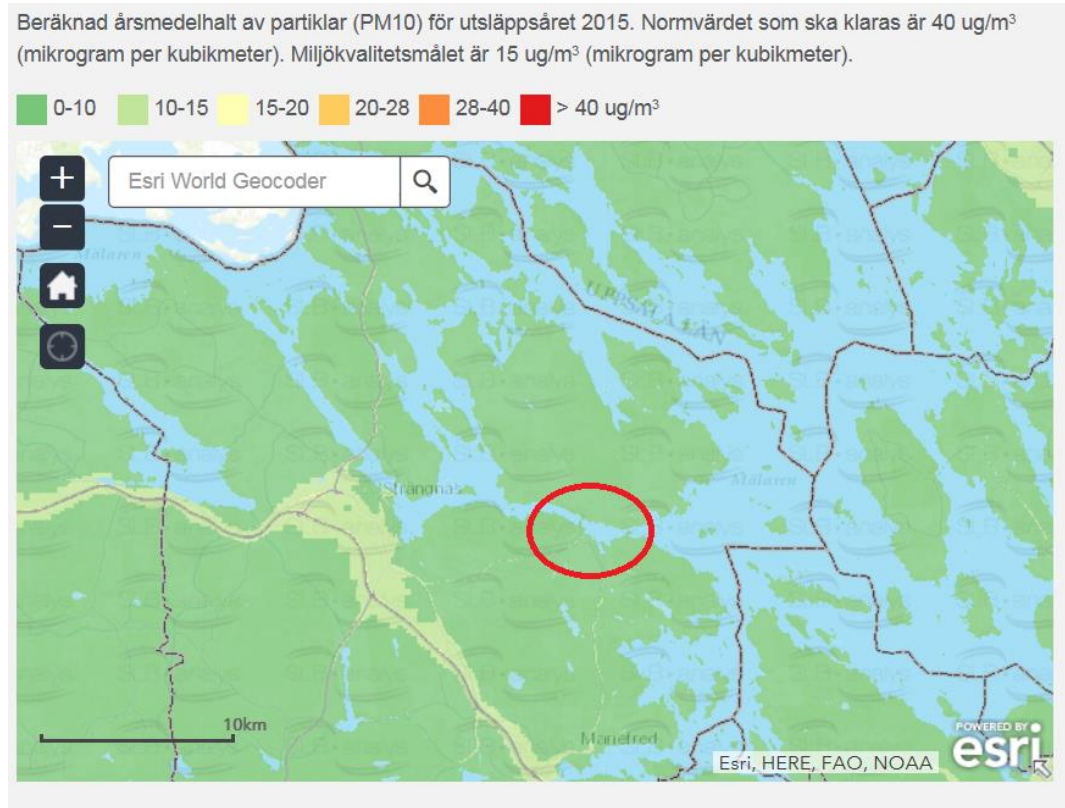 Beräknad årsmedelhalt av partiklar (PM10) för utsläppsåret 2015. Normvärdet som ska klaras är 40 ug/m³
(mikrogram per kubikmeter). Miljökvalitetsmålet är 15 ug/m³ (mikrogram per kubikmeter).
0-10 10-15 15-20 20-28 28-40 > 40 ug/m³
+
Esri World Geocoder
−
Mälaren
UPPSALA LÄN
Strängnäs
Mälaren
10km
Mariefred
POWERED BY
esri
Esri, HERE, FAO, NOAA